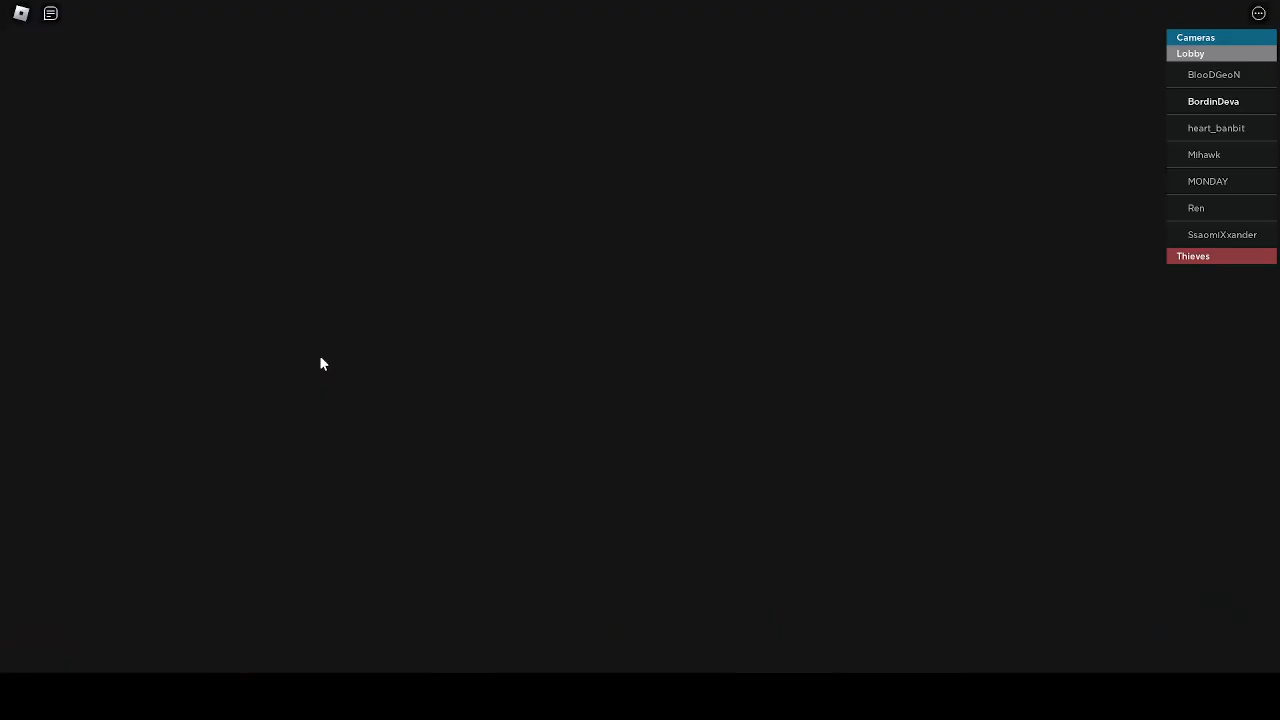 Cameras
Lobby
BlooDGeoN
BordinDeva
heart_banbit
Mihawk
MONDAY
Ren
SsaomiXxander
Thieves